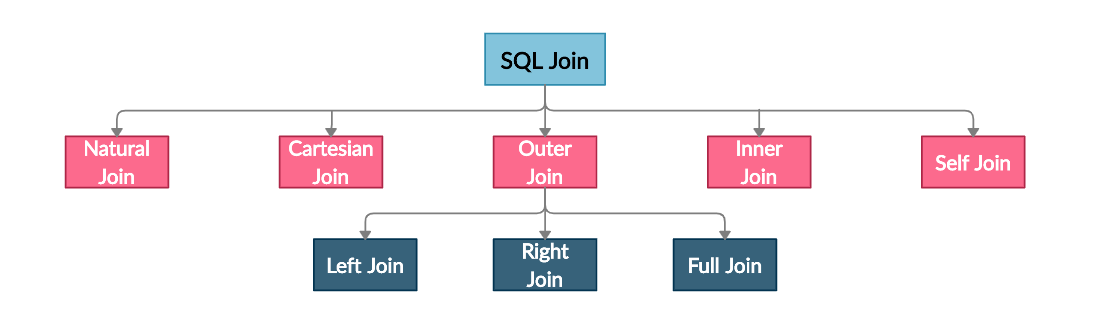 SQL Join
Natural
Join
Cartesian
Join
Outer
Join
Inner
Join
Self Join
Left Join
Right
Join
Full Join